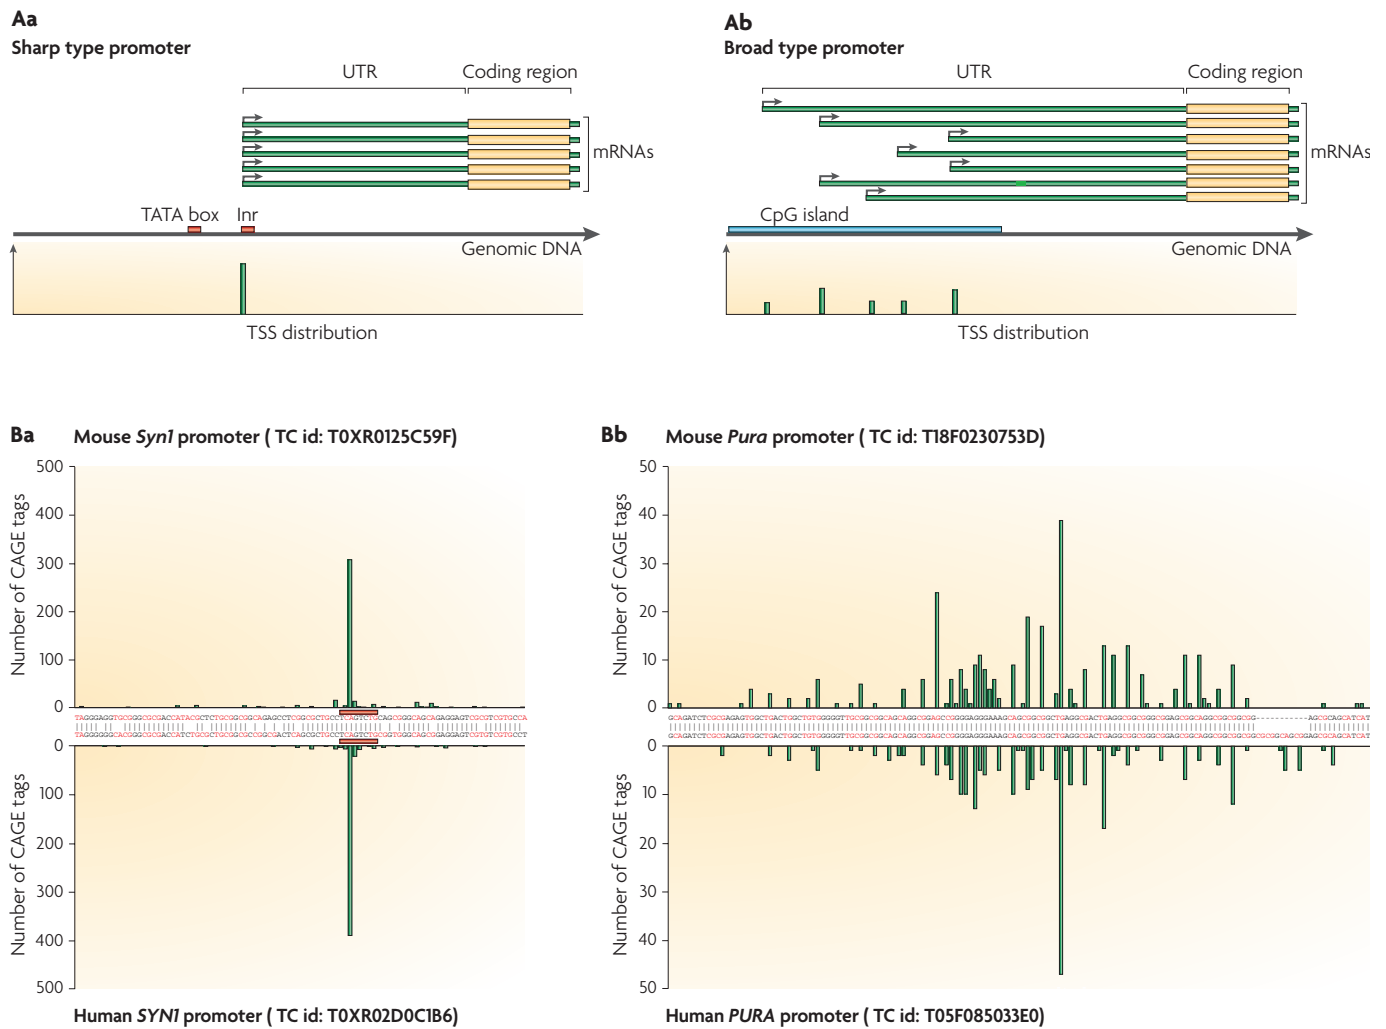 Aa
Sharp type promoter
UTR
Coding region
mRNAs
TATA box
Inr
Genomic DNA
TSS distribution
Ab
Broad type promoter
UTR
Coding region
mRNAs
CpG island
Genomic DNA
TSS distribution
Ba
Mouse Syn1 promoter ( TC id: T0XR0125C59F)
Number of CAGE tags
500
400
300
200
100
0
0
100
200
300
400
500
Number of CAGE tags
Human SYN1 promoter ( TC id: T0XR02D0C1B6)
Bb
Mouse Pura promoter ( TC id: T18F0230753D)
Number of CAGE tags
50
40
30
20
10
0
0
10
20
30
40
50
Number of CAGE tags
Human PURA promoter ( TC id: T05F085033E0)